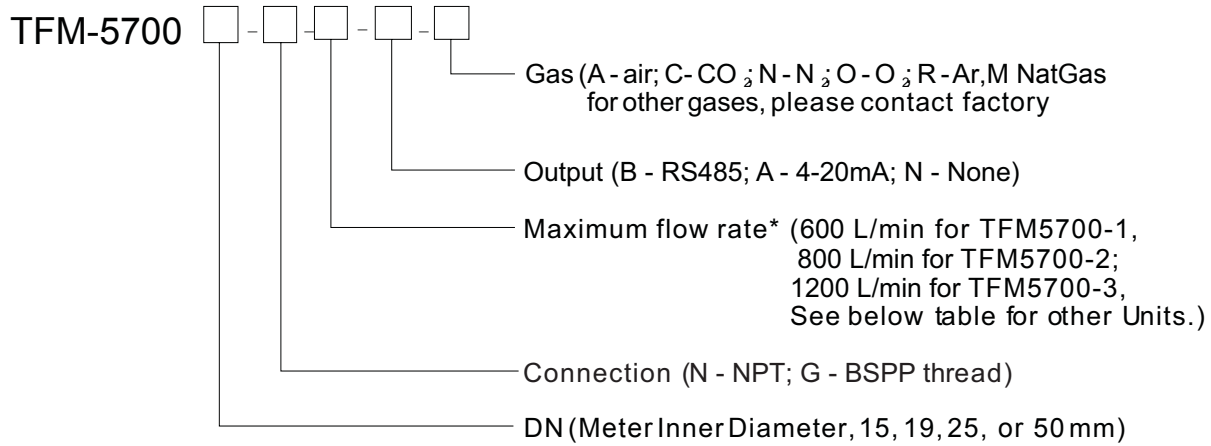 TFM-5700 - - - -
Gas (A - air; C- CO₂; N - N₂; O - O₂; R - Ar,M NatGas
for other gases, please contact factory
Output (B - RS485; A - 4-20mA; N - None)
Maximum flow rate* (600 L/min for TFM5700-1,
800 L/min for TFM5700-2;
1200 L/min for TFM5700-3,
See below table for other Units.)
Connection (N - NPT; G - BSPP thread)
DN (Meter Inner Diameter, 15, 19, 25, or 50 mm)